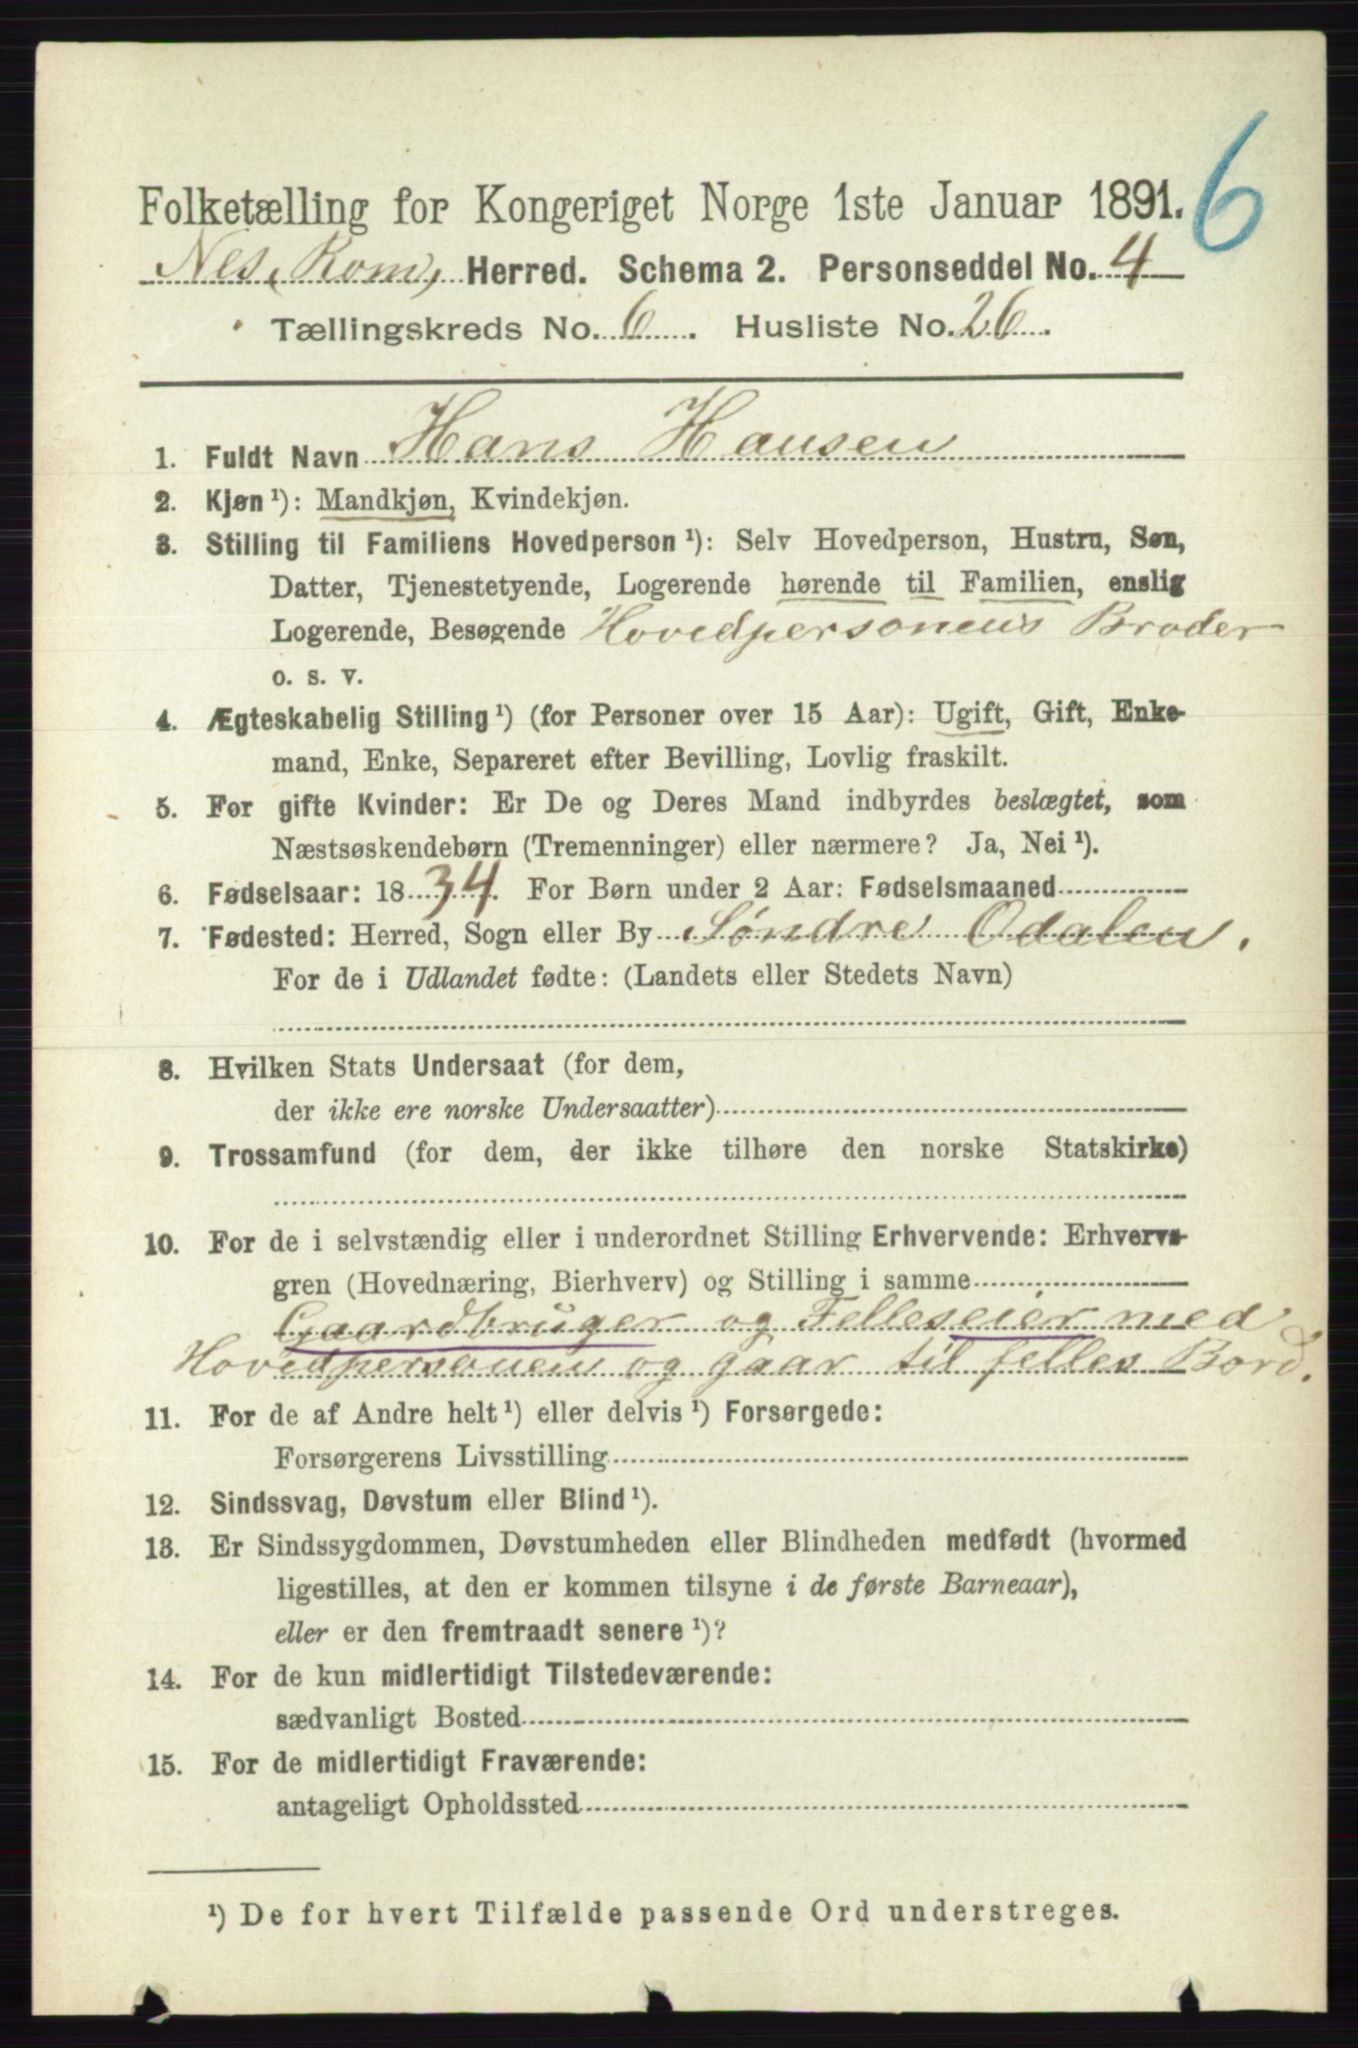 6
Folketælling for Kongeriget Norge 1ste Januar 1891.
Nes, Rom, Herred. Schema 2. Personseddel No. 4
Tællingskreds No. 6. Husliste No. 26.
1. Fuldt Navn Hans Hansen
2. Kjøn ¹): Mandkjøn, Kvindekjøn.
3. Stilling til Familiens Hovedperson ¹): Selv Hovedperson, Hustru, Søn,
Datter, Tjenestetyende, Logerende hørende til Familien, enslig
Logerende, Besøgende Hovedpersonens Broder
o. s. v.
4. Ægteskabelig Stilling ¹) (for Personer over 15 Aar): Ugift, Gift, Enke-
mand, Enke, Separeret efter Bevilling, Lovlig fraskilt.
5. For gifte Kvinder: Er De og Deres Mand indbyrdes beslægtet, som
Næstsøskendebørn (Tremenninger) eller nærmere? Ja, Nei ¹).
6. Fødselsaar: 1834. For Børn under 2 Aar: Fødselsmaaned
7. Fødested: Herred, Sogn eller By Søndre Odalen.
For de i Udlandet fødte: (Landets eller Stedets Navn)
8. Hvilken Stats Undersaat (for dem,
der ikke ere norske Undersaatter)
9. Trossamfund (for dem, der ikke tilhøre den norske Statskirke)
10. For de i selvstændig eller i underordnet Stilling Erhvervende: Erhvervs-
gren (Hovednæring, Bierhverv) og Stilling i samme
Gaardbruger og Felleseier med
Hovedpersonen og gaar til felles Bord.
11. For de af Andre helt ¹) eller delvis ¹) Forsørgede:
Forsørgerens Livsstilling
12. Sindssvag, Døvstum eller Blind ¹).
13. Er Sindssygdommen, Døvstumheden eller Blindheden medfødt (hvormed
ligestilles, at den er kommen tilsyne i de første Barneaar),
eller er den fremtraadt senere ¹)?
14. For de kun midlertidigt Tilstedeværende:
sædvanligt Bosted
15. For de midlertidigt Fraværende:
antageligt Opholdssted
¹) De for hvert Tilfælde passende Ord understreges.